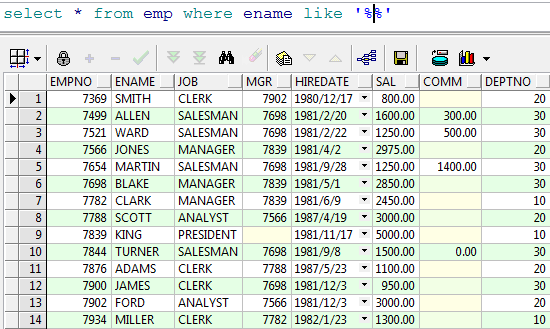 select * from emp where ename like '%%'
EMPNO ENAME JOB MGR HIREDATE SAL COMM DEPTNO
1 7369 SMITH CLERK 7902 1980/12/17 800.00 20
2 7499 ALLEN SALESMAN 7698 1981/2/20 1600.00 300.00 30
3 7521 WARD SALESMAN 7698 1981/2/22 1250.00 500.00 30
4 7566 JONES MANAGER 7839 1981/4/2 2975.00 20
5 7654 MARTIN SALESMAN 7698 1981/9/28 1250.00 1400.00 30
6 7698 BLAKE MANAGER 7839 1981/5/1 2850.00 30
7 7782 CLARK MANAGER 7839 1981/6/9 2450.00 10
8 7788 SCOTT ANALYST 7566 1987/4/19 3000.00 20
9 7839 KING PRESIDENT 1981/11/17 5000.00 10
10 7844 TURNER SALESMAN 7698 1981/9/8 1500.00 0.00 30
11 7876 ADAMS CLERK 7788 1987/5/23 1100.00 20
12 7900 JAMES CLERK 7698 1981/12/3 950.00 30
13 7902 FORD ANALYST 7566 1981/12/3 3000.00 20
14 7934 MILLER CLERK 7782 1982/1/23 1300.00 10